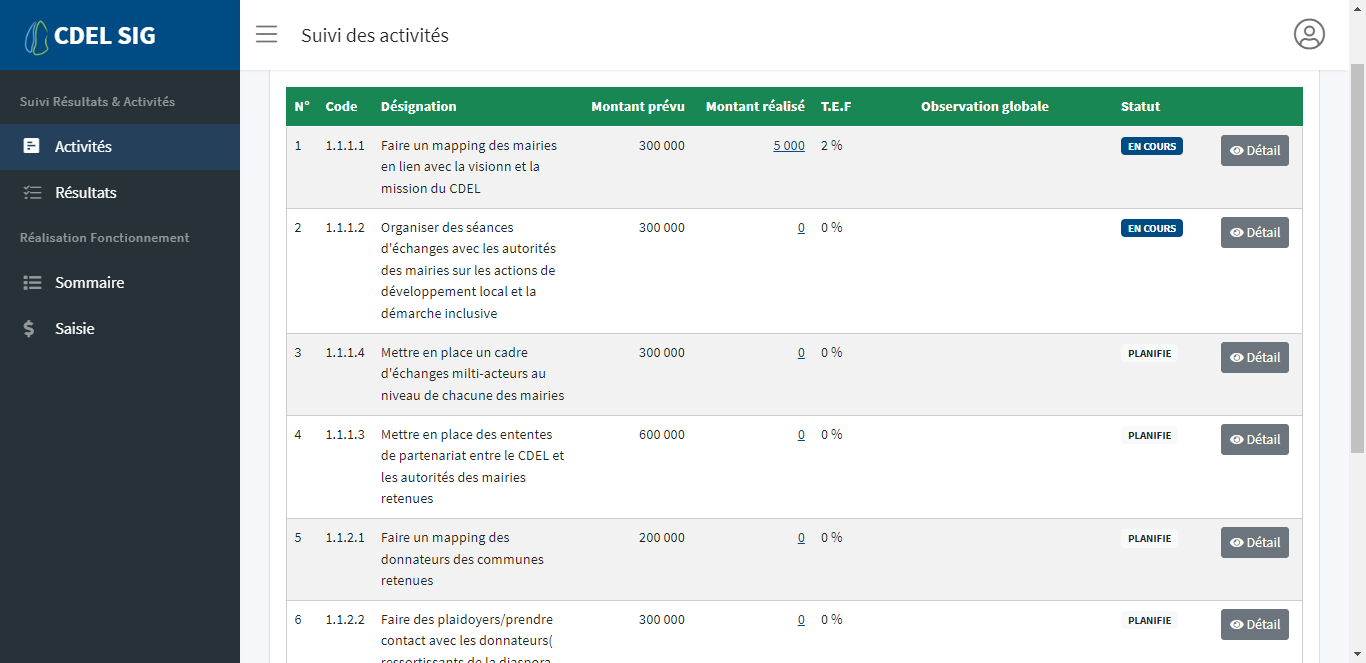 CDEL SIG
Suivi des activités
Suivi Résultats & Activités
Activités
Résultats
Réalisation Fonctionnement
Sommaire
Saisie
N° Code Désignation Montant prévu Montant réalisé T.E.F Observation globale Statut
1 1.1.1.1 Faire un mapping des mairies 300 000 5 000 2 % EN COURS Détail
en lien avec la visionn et la
mission du CDEL
2 1.1.1.2 Organiser des séances 300 000 0 0 % EN COURS Détail
d'échanges avec les autorités
des mairies sur les actions de
développement local et la
démarche inclusive
3 1.1.1.4 Mettre en place un cadre 300 000 0 0 % PLANIFIE Détail
d'échanges milti-acteurs au
niveau de chacune des mairies
4 1.1.1.3 Mettre en place des ententes 600 000 0 0 % PLANIFIE Détail
de partenariat entre le CDEL et
les autorités des mairies
retenues
5 1.1.2.1 Faire un mapping des 200 000 0 0 % PLANIFIE Détail
donnateurs des communes
retenues
6 1.1.2.2 Faire des plaidoyers/prendre 300 000 0 0 % PLANIFIE Détail
contact avec les donnateurs(
ressortissants de la diaspora